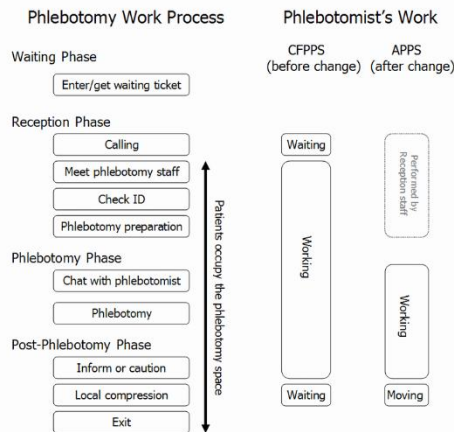 Phlebotomy Work Process
Phlebotomist's Work
CFPPS
(before change)
APPS
(after change)
Waiting Phase
Enter/get waiting ticket
Reception Phase
Calling
Meet phlebotomy staff
Check ID
Phlebotomy preparation
Phlebotomy Phase
Chat with phlebotomist
Phlebotomy
Post-Phlebotomy Phase
Inform or caution
Local compression
Exit
Patients occupy the phlebotomy space
Waiting
Working
Waiting
Performed by
Reception staff
Working
Moving